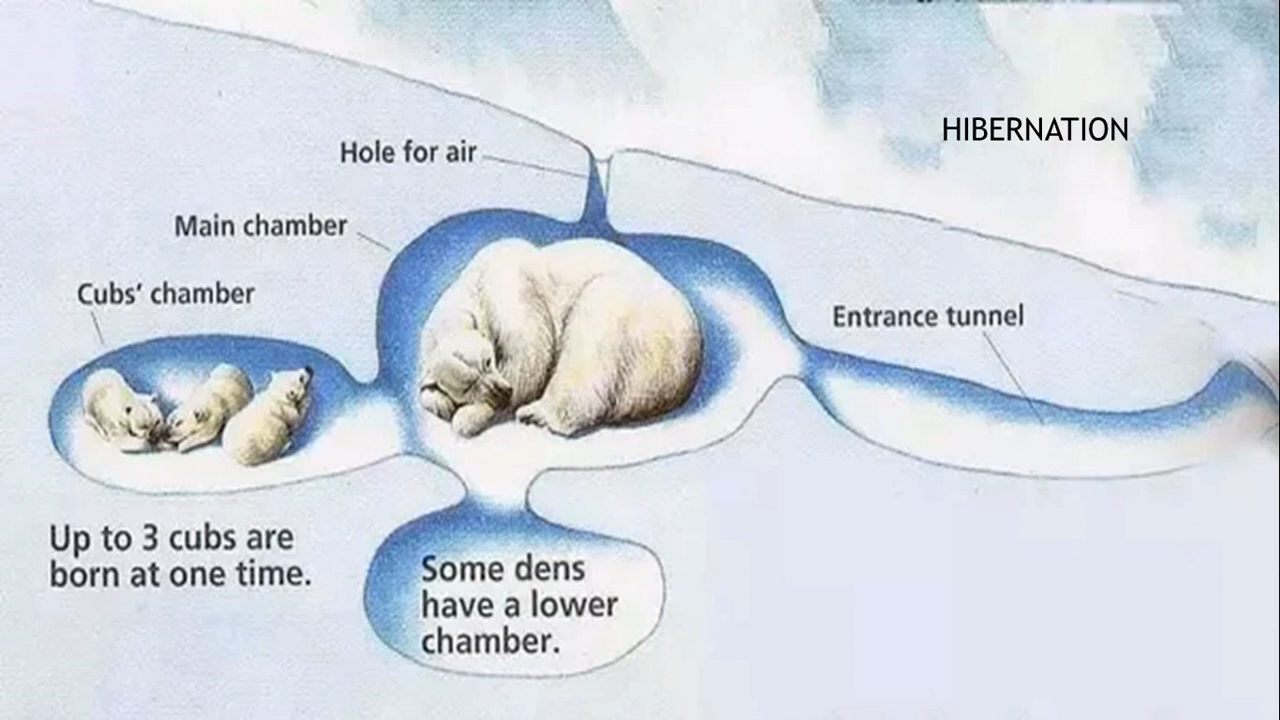 HIBERNATION
Hole for air
Main chamber
Cubs’ chamber
Entrance tunnel
Up to 3 cubs are
born at one time.
Some dens
have a lower
chamber.